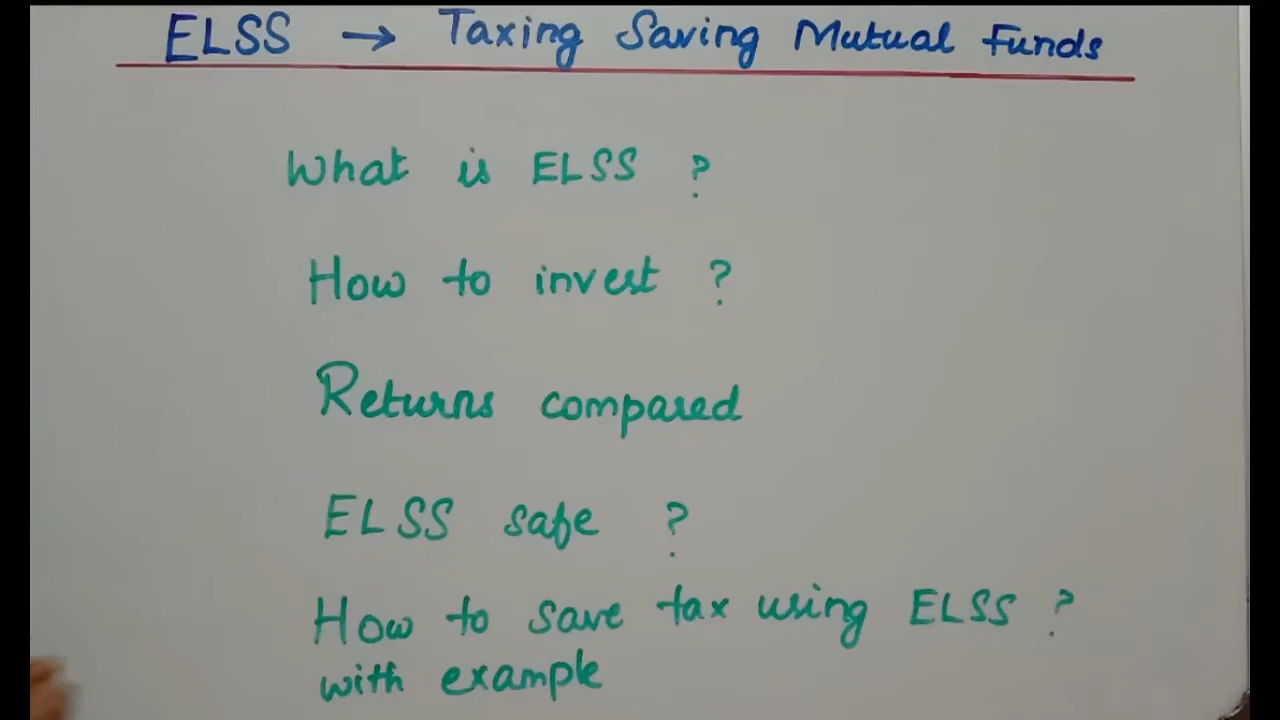 ELSS → Taxing Saving Mutual Funds
What is ELSS ?
How to invest ?
Returns compared
ELSS safe ?
How to save tax using ELSS ?
with example